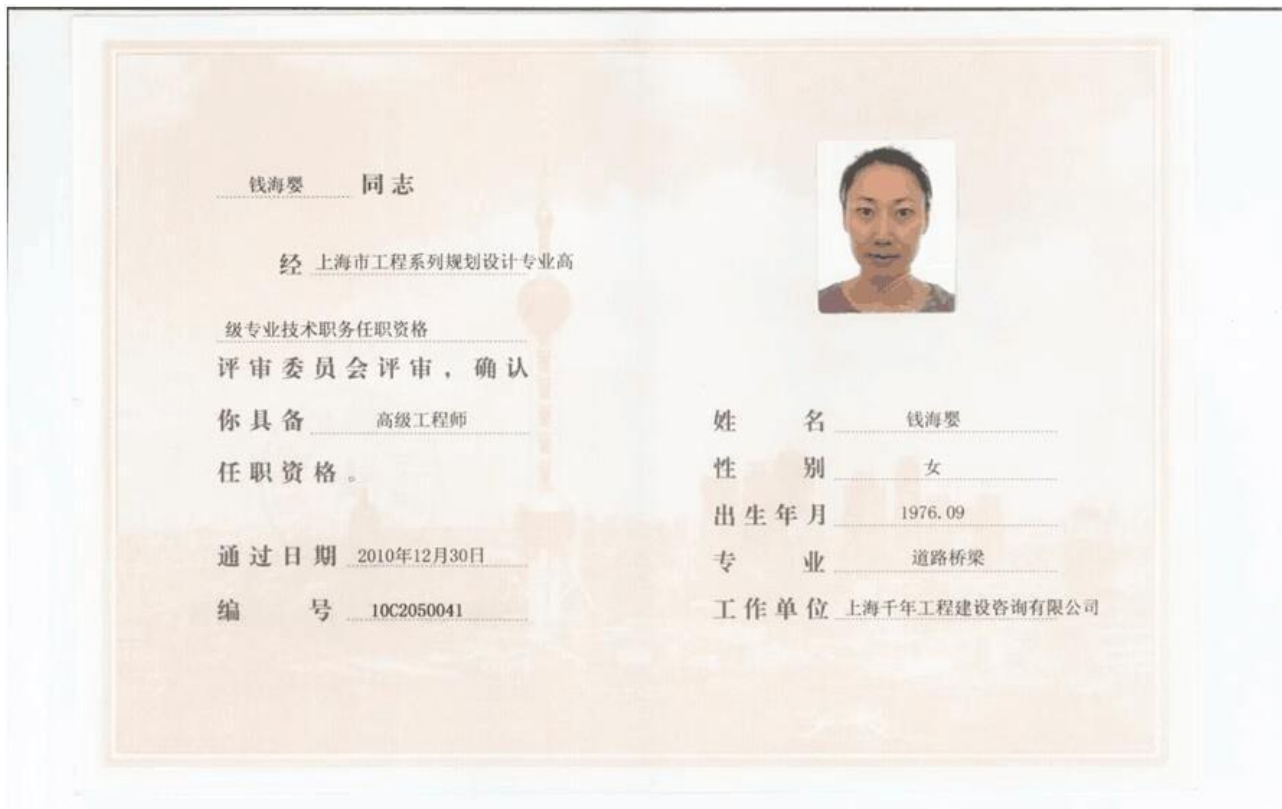 钱海婴 同志
经 上海市工程系列规划设计专业高
级专业技术职务任职资格
评审委员会评审，确认
你具备 高级工程师
任职资格。
通过日期 2010年12月30日
编号 10C2050041
姓名 钱海婴
性别 女
出生年月 1976.09
专业 道路桥梁
工作单位 上海千年工程建设咨询有限公司